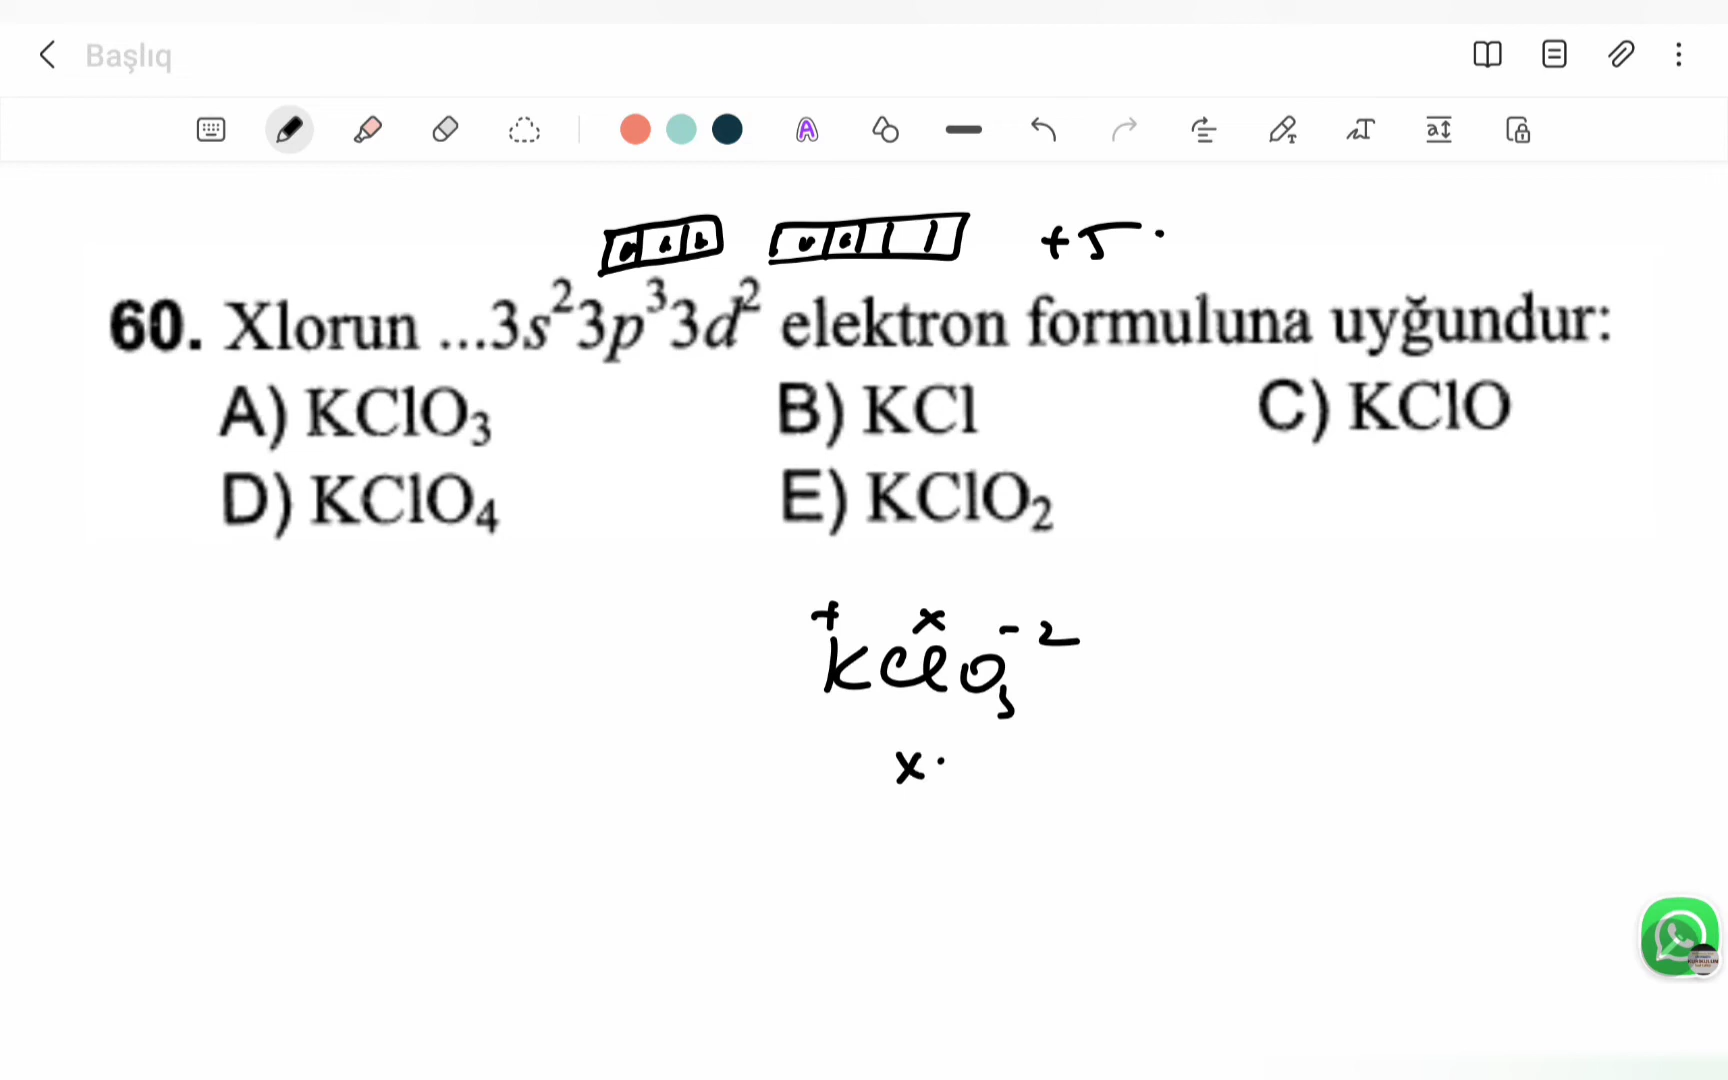 Başlıq
+5.
60. Xlorun ...3s²3p³3d² elektron formuluna uyğundur:
A) KClO₃ B) KCl C) KClO
D) KClO₄ E) KClO₂
+ x -2
KClO₃
x.